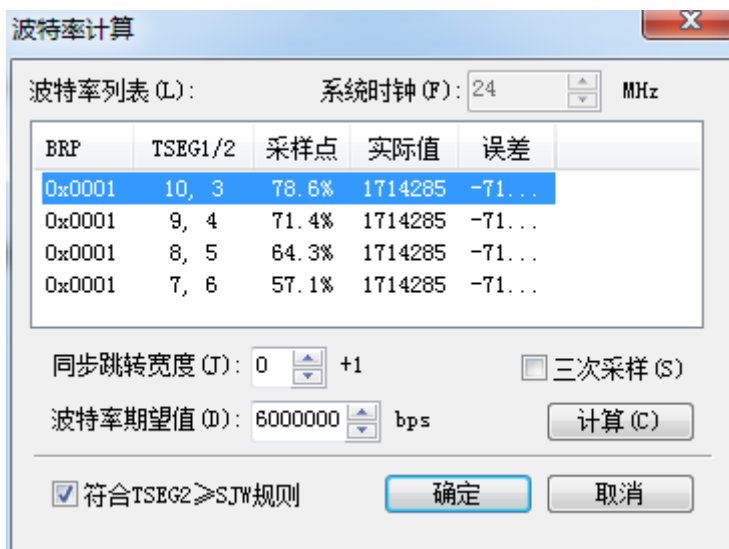 波特率计算
波特率列表(L): 系统时钟(F): 24 MHz
BRP TSEG1/2 采样点 实际值 误差
0x0001 10, 3 78.6% 1714285 -71...
0x0001 9, 4 71.4% 1714285 -71...
0x0001 8, 5 64.3% 1714285 -71...
0x0001 7, 6 57.1% 1714285 -71...
同步跳转宽度(J): 0 +1 三次采样(S)
波特率期望值(D): 6000000 bps 计算(C)
符合TSEG2≥SJW规则 确定 取消